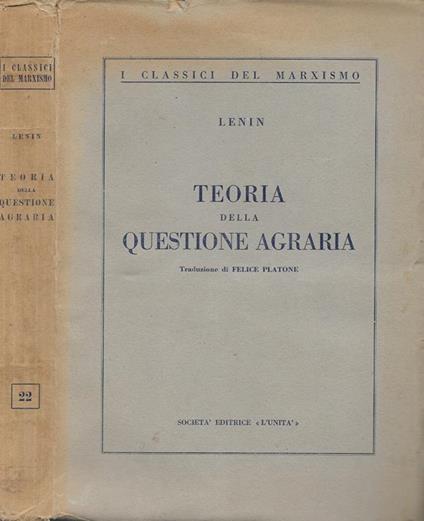 I CLASSICI
DEL MARXISMO
LENIN
TEORIA
DELLA
QUESTIONE
AGRARIA
22
I CLASSICI DEL MARXISMO
LENIN
TEORIA
DELLA
QUESTIONE AGRARIA
Traduzione di FELICE PLATONE
SOCIETA' EDITRICE «L'UNITA'»